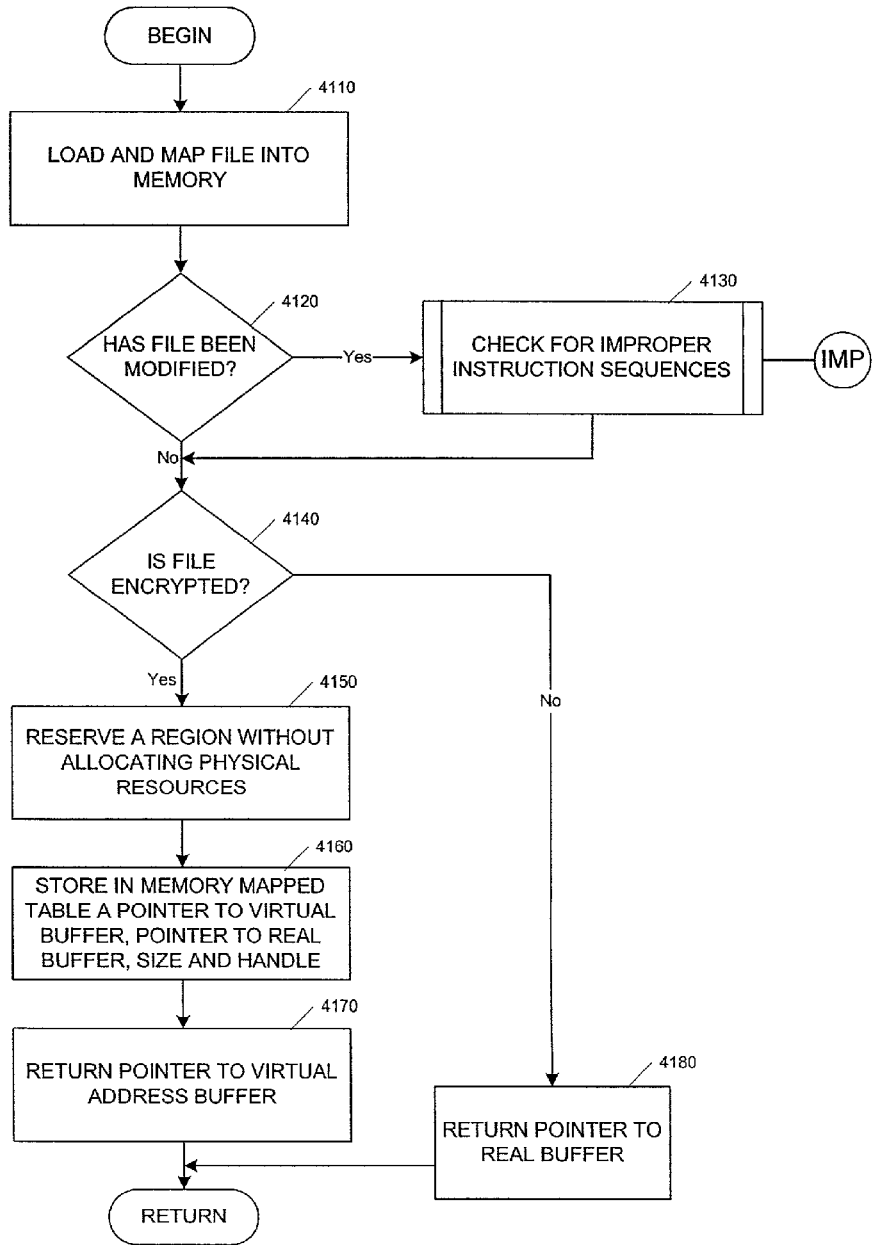 BEGIN
4110
LOAD AND MAP FILE INTO
MEMORY
4120
HAS FILE BEEN
MODIFIED?
Yes
4130
CHECK FOR IMPROPER
INSTRUCTION SEQUENCES
IMP
No
4140
IS FILE
ENCRYPTED?
Yes
No
4150
RESERVE A REGION WITHOUT
ALLOCATING PHYSICAL
RESOURCES
4160
STORE IN MEMORY MAPPED
TABLE A POINTER TO VIRTUAL
BUFFER, POINTER TO REAL
BUFFER, SIZE AND HANDLE
4170
RETURN POINTER TO VIRTUAL
ADDRESS BUFFER
4180
RETURN POINTER TO
REAL BUFFER
RETURN